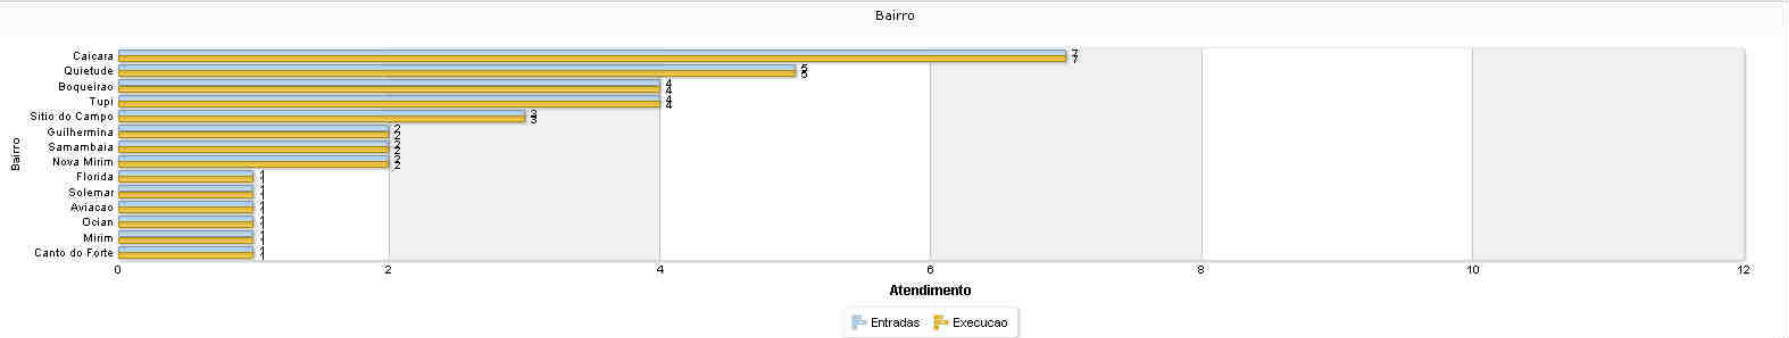 Bairro
Caicara 7 7
Quietude 5 5
Boqueirao 4 4
Tupi 4 4
Sitio do Campo 3 3
Guilhermina 2 2
Samambaia 2 2
Nova Mirim 2 2
Florida 1 1
Solemar 1 1
Aviacao 1 1
Ocian 1 1
Mirim 1 1
Canto do Forte 1 1
Bairro
0 2 4 6 8 10 12
Atendimento
Entradas Execucao